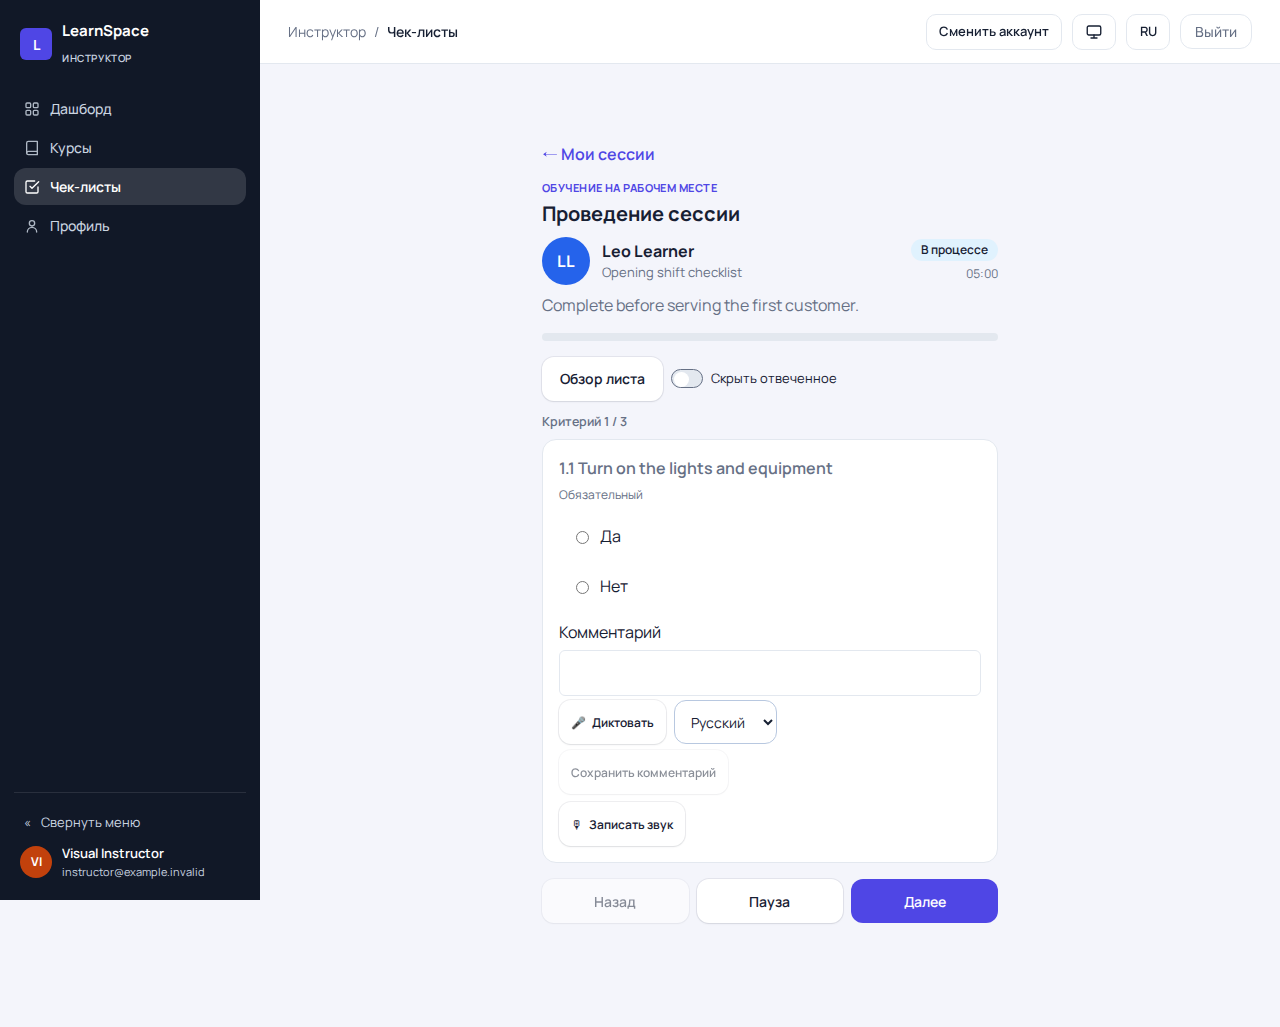 L
LearnSpace
ИНСТРУКТОР
Дашборд
Курсы
Чек-листы
Профиль
« Свернуть меню
VI
Visual Instructor
instructor@example.invalid
Инструктор / Чек-листы
Сменить аккаунт
RU
Выйти
← Мои сессии
ОБУЧЕНИЕ НА РАБОЧЕМ МЕСТЕ
Проведение сессии
LL
Leo Learner
Opening shift checklist
В процессе
05:00
Complete before serving the first customer.
Обзор листа
Скрыть отвеченное
Критерий 1 / 3
1.1 Turn on the lights and equipment
Обязательный
Да
Нет
Комментарий
Диктовать
Русский
Сохранить комментарий
Записать звук
Назад
Пауза
Далее